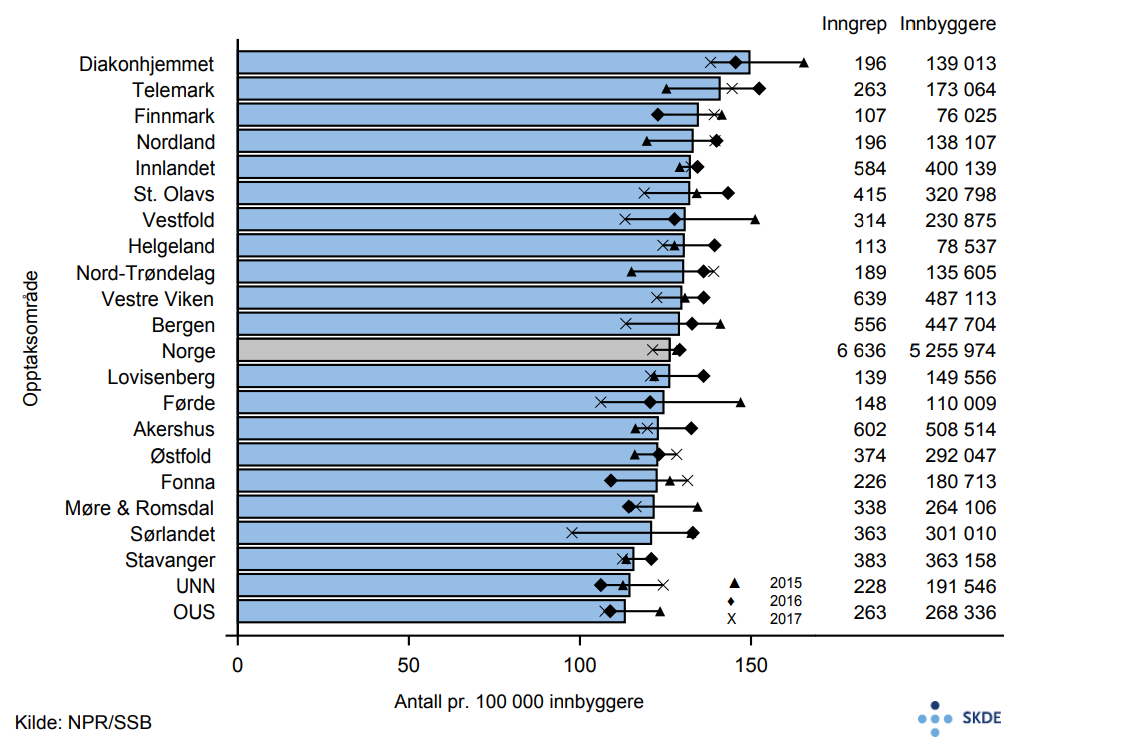 Inngrep Innbyggere
Diakonhjemmet 196 139 013
Telemark 263 173 064
Finnmark 107 76 025
Nordland 196 138 107
Innlandet 584 400 139
St. Olavs 415 320 798
Vestfold 314 230 875
Helgeland 113 78 537
Nord-Trøndelag 189 135 605
Vestre Viken 639 487 113
Bergen 556 447 704
Norge 6 636 5 255 974
Lovisenberg 139 149 556
Førde 148 110 009
Akershus 602 508 514
Østfold 374 292 047
Fonna 226 180 713
Møre & Romsdal 338 264 106
Sørlandet 363 301 010
Stavanger 383 363 158
UNN 228 191 546
OUS 263 268 336
Opptaksområde
2015
2016
X 2017
0 50 100 150
Antall pr. 100 000 innbyggere
Kilde: NPR/SSB
SKDE